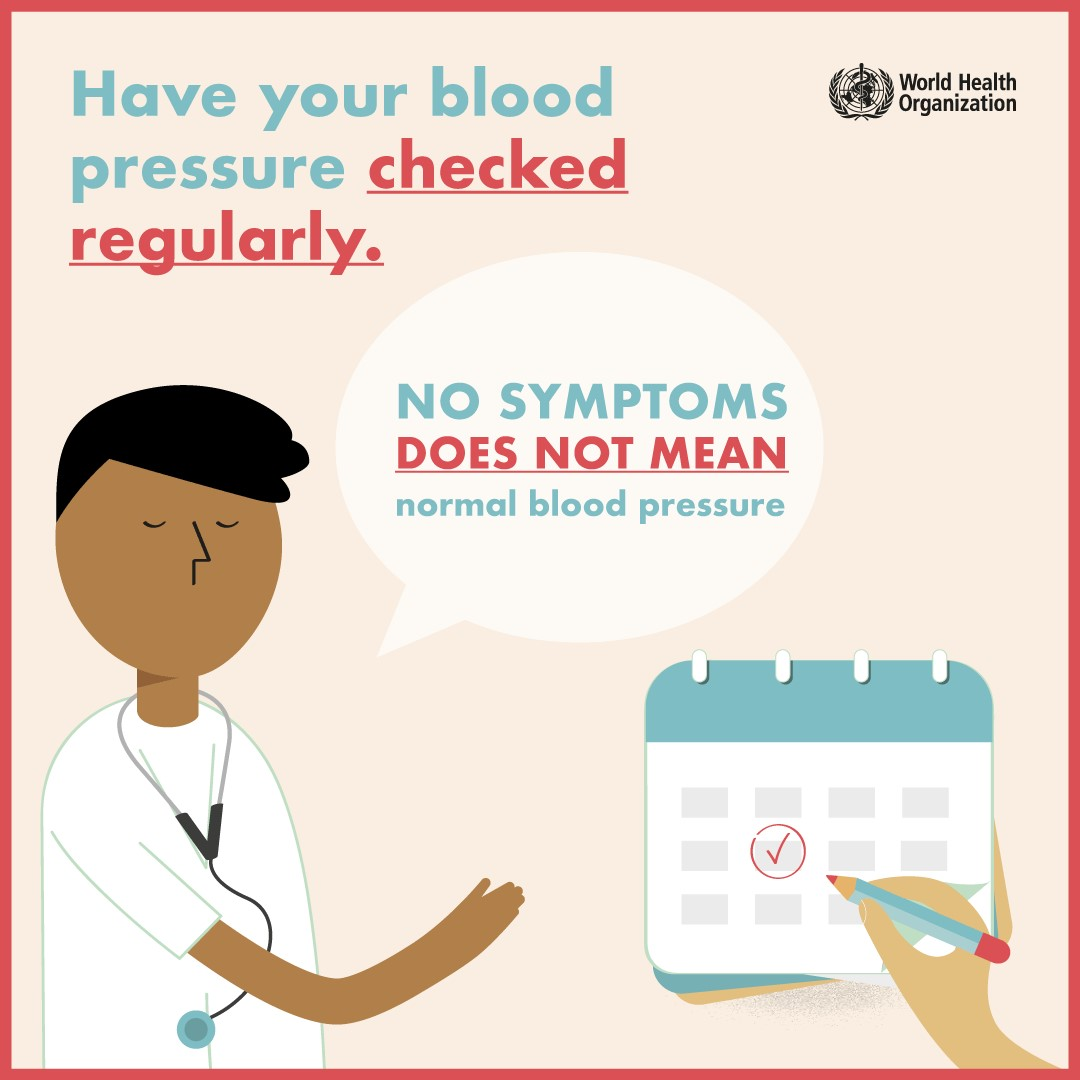 Have your blood
pressure checked
regularly.
World Health
Organization
NO SYMPTOMS
DOES NOT MEAN
normal blood pressure